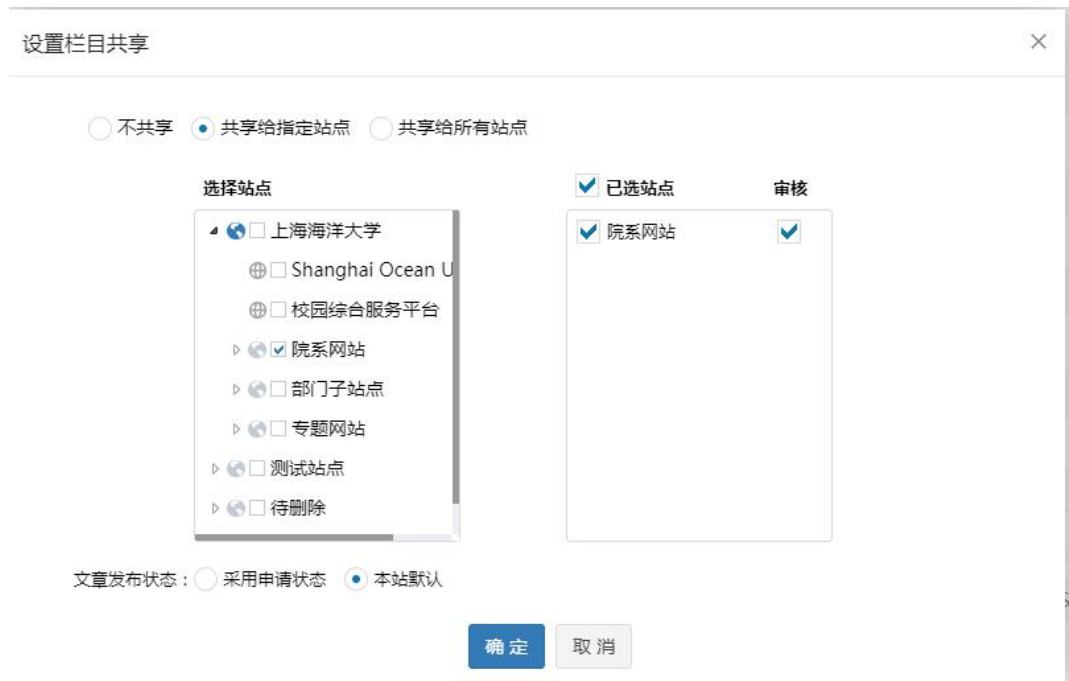 设置栏目共享
不共享 共享给指定站点 共享给所有站点
选择站点 已选站点 审核
上海海洋大学 院系网站
Shanghai Ocean U
校园综合服务平台
院系网站
部门子站点
专题网站
测试站点
待删除
文章发布状态：采用申请状态 本站默认
确定 取消